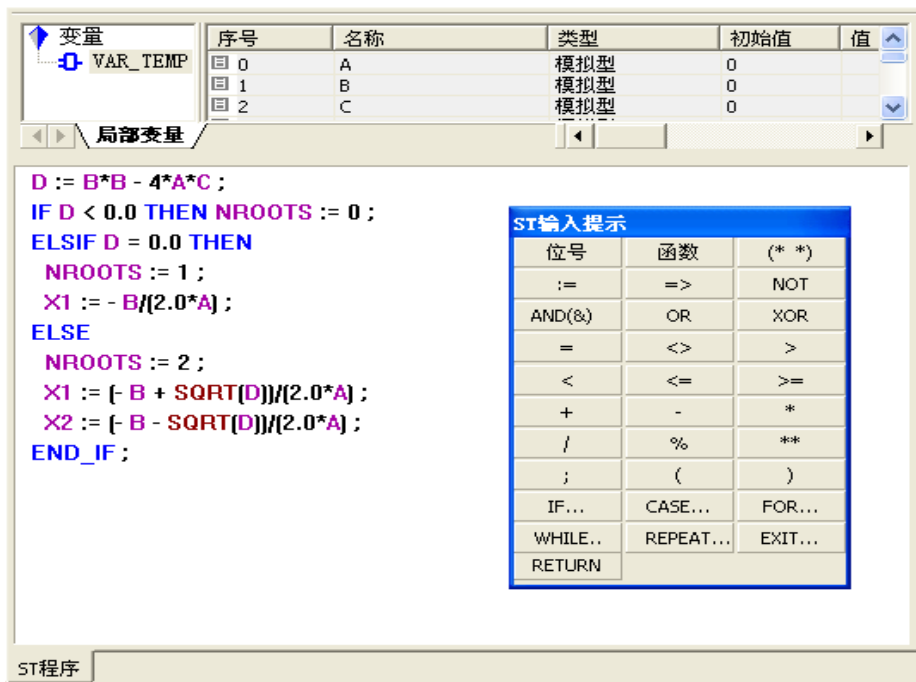 变量
VAR_TEMP
序号 名称 类型 初始值 值
0 A 模拟型 0
1 B 模拟型 0
2 C 模拟型 0
局部变量
D := B*B - 4*A*C ;
IF D < 0.0 THEN NROOTS := 0 ;
ELSIF D = 0.0 THEN
NROOTS := 1 ;
X1 := - B/(2.0*A) ;
ELSE
NROOTS := 2 ;
X1 := (- B + SQRT(D))/(2.0*A) ;
X2 := (- B - SQRT(D))/(2.0*A) ;
END_IF ;
ST输入提示
位号 函数 (* *)
:= => NOT
AND(&) OR XOR
= <> >
< <= >=
+ - *
/ % **
; ( )
IF... CASE... FOR...
WHILE.. REPEAT... EXIT...
RETURN
ST程序